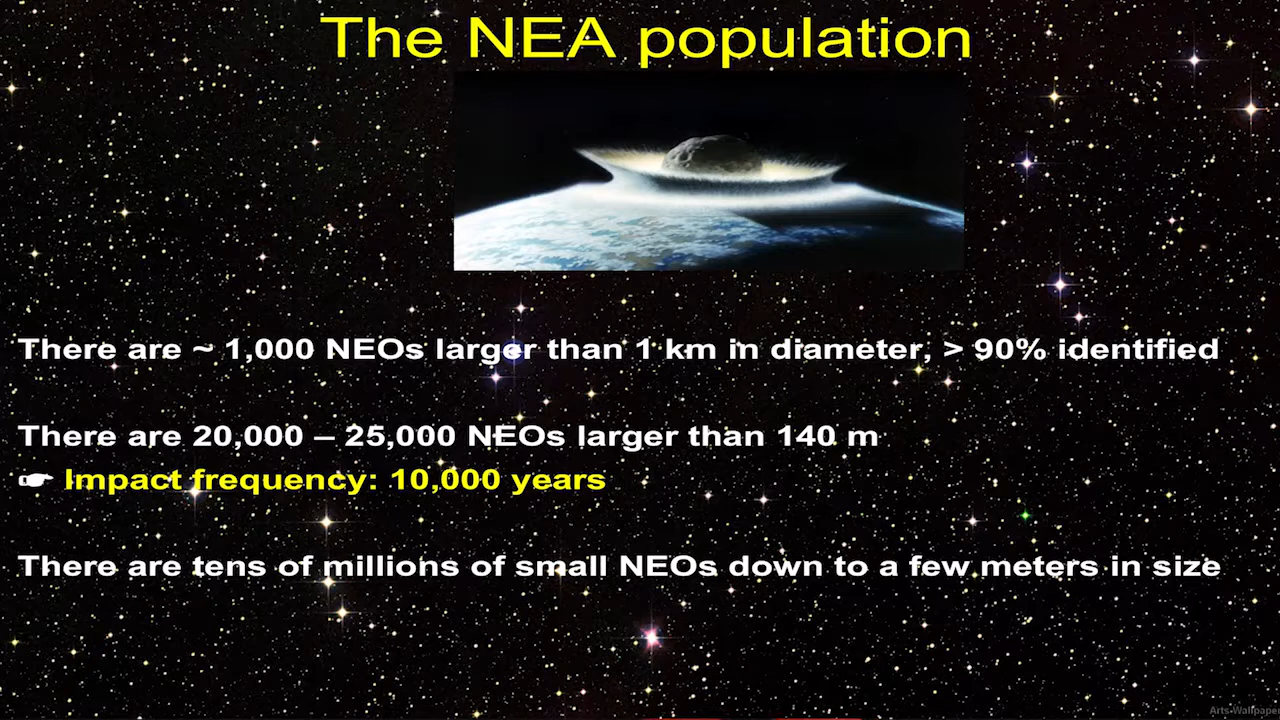 The NEA population
There are ~ 1,000 NEOs larger than 1 km in diameter, > 90% identified
There are 20,000 – 25,000 NEOs larger than 140 m
☛ Impact frequency: 10,000 years
There are tens of millions of small NEOs down to a few meters in size
Arts-Wallpaper